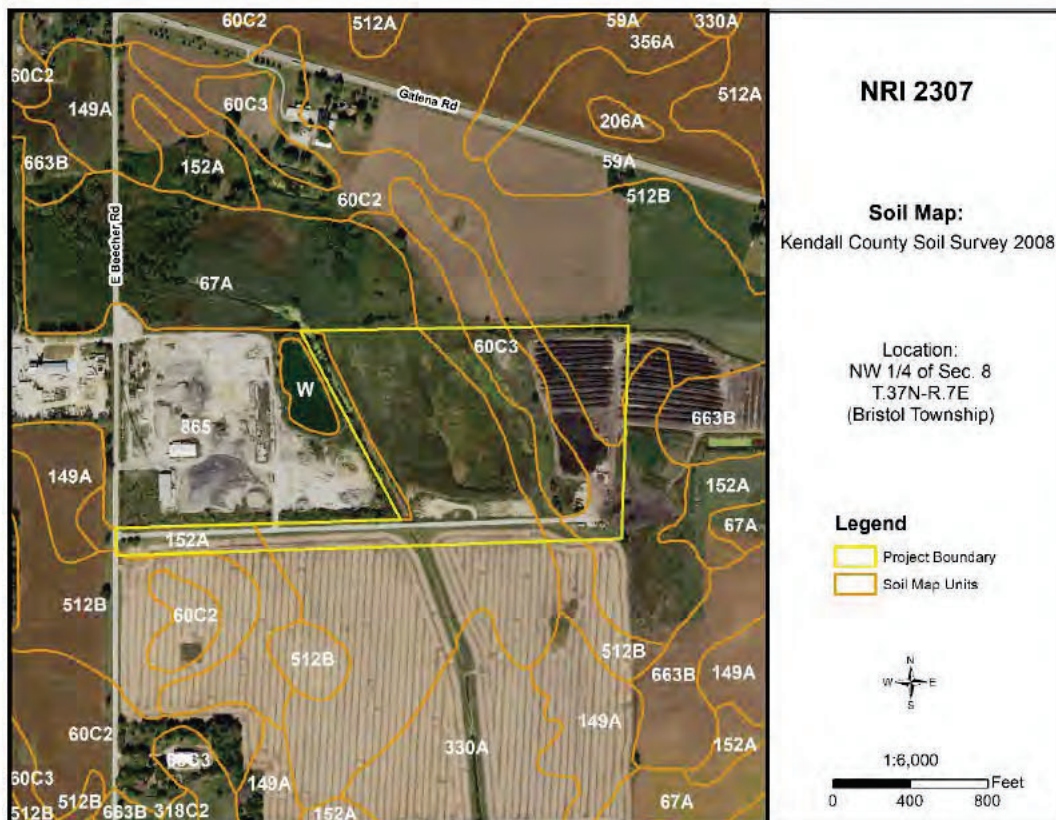 60C2
512A
59A
330A
356A
60C2
60C3
Galena Rd
512A
149A
206A
663B
152A
59A
60C2
512B
E Beecher Rd
67A
60C3
W
663B
865
149A
152A
152A
67A
512B
60C2
512B
512B
663B
149A
60C2
149A
330A
152A
60C3
60C3
149A
512B
663B
318C2
152A
67A
NRI 2307
Soil Map:
Kendall County Soil Survey 2008
Location:
NW 1/4 of Sec. 8
T.37N-R.7E
(Bristol Township)
Legend
Project Boundary
Soil Map Units
N
W E
S
1:6,000
Feet
0 400 800